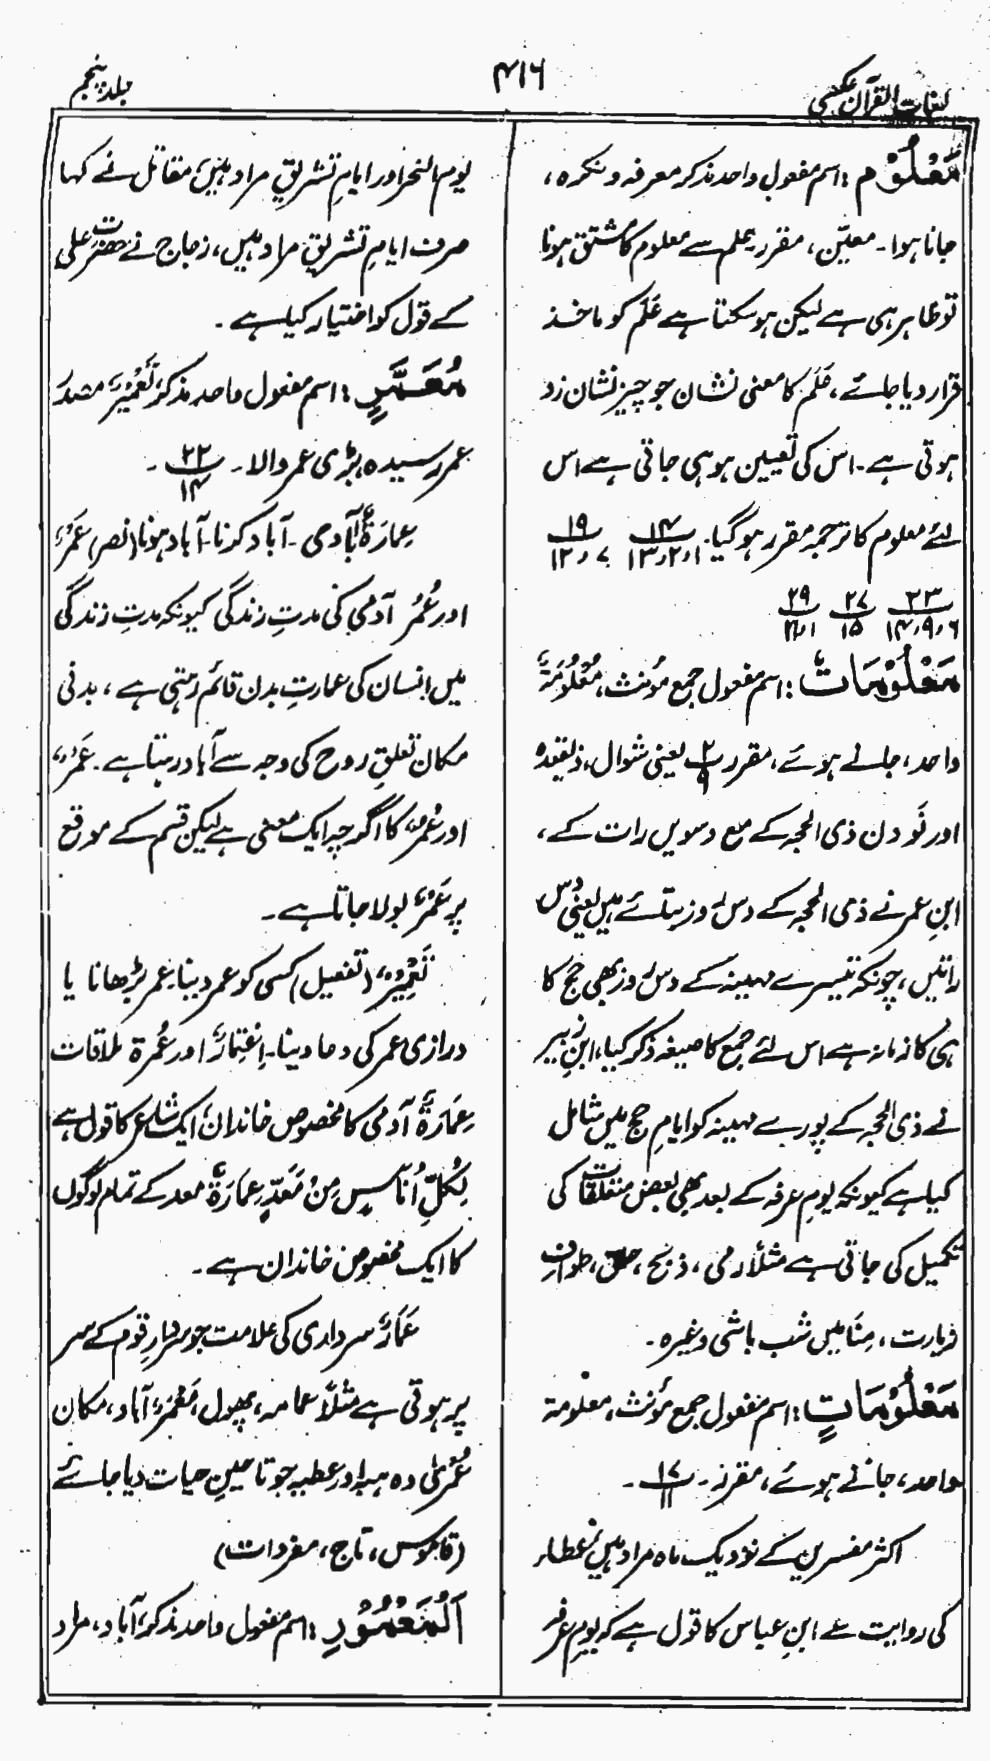 لغات القرآن عکسی
۴۱۶
جلد پنجم
مَعْلُوْم: اسم مفعول واحد مذکر معرفہ ونکرہ،
جانا ہوا۔ معیّن، مقرر، علم سے معلوم کا مشتق ہونا
تو ظاہر ہی ہے لیکن ہو سکتا ہے عَلَم کو ماخذ
قرار دیا جائے، عَلَم کا معنی نشان جو چیز نشان زد
ہوتی ہے۔ اس کی تعیین ہو ہی جاتی ہے اس
لئے معلوم کا ترجمہ مقرر ہوگیا۔ ۱۴/۱،۲،۱۳ ۱۹/۷،۱۲
۲۳/۶،۹،۱۴ ۲۷/۱۵ ۲۹/۲۱،۱
مَعْلُوْمَاتٌ: اسم مفعول جمع مؤنث، مَعْلُوْمَةٌ
واحد، جانے ہوئے، مقرر ۲/۹ یعنی شوال، ذیقعدہ
اور نَو دن ذی الحجہ کے مع دسویں رات کے،
ابنِ عمر نے ذی الحجہ کے دس روز بتائے ہیں یعنی دس
راتیں، چونکہ تیسرے مہینہ کے دس روز بھی حج کا
ہی کا زمانہ ہے اس لئے جمع کا صیغہ ذکر کیا، ابنِ زبیر
نے ذی الحجہ کے پورے مہینہ کو ایامِ حج میں شامل
کیا ہے کیونکہ یومِ عرفہ کے بعد بھی بعض متعلقات کی
تکمیل کی جاتی ہے مثلاً رمی، ذبح، حلق، طوافِ
زیارت، مِنَا میں شب باشی وغیرہ۔
مَعْلُوْمَاتٍ: اسم مفعول جمع مؤنث، معلومة
واحد، جانے ہوئے، مقرر۔ ۱۷/۱۱۔
اکثر مفسرین کے نزدیک ماہ مراد ہیں، عطار
کی روایت سے ابنِ عباس کا قول ہے کہ یومِ عرفہ
یوم النحر اور ایامِ تشریق مراد ہیں، مقاتل نے کہا
صرف ایامِ تشریق مراد ہیں، زجاج نے حضرت علی
کے قول کو اختیار کیا ہے۔
مُعَمَّرٍ: اسم مفعول واحد مذکر، تَعْمِیْرٌ مصدر
عمر رسیدہ، بڑی عمر والا۔ ۲۲/۱۴۔
عِمَارَۃٌ آبادی۔ آباد کرنا۔ آباد ہونا (نصر) عَمْرٌ
اور عُمُرٌ آدمی کی مدتِ زندگی کیونکہ مدتِ زندگی
میں انسان کی عمارتِ بدن قائم رہتی ہے، بدنی
مکان تعلقِ روح کی وجہ سے آباد رہتا ہے۔ عَمْرٌ
اور عُمُرٌ کا اگرچہ ایک معنی ہے لیکن قسم کے موقع
پر عَمْرٌ بولا جاتا ہے۔
تَعْمِیْرٌ (تفعیل) کسی کو عمر دینا۔ عمر بڑھانا یا
درازی عمر کی دعا دینا۔ اِعْتِمَارٌ اور عُمرة ملاقات
عِمَارَۃٌ آدمی کا مخصوص خاندان، ایک شاعر کا قول ہے
لِکُلِّ اُنَاسٍ مِنْ مَعَدٍّ عِمَارَۃٌ معد کے تمام لوگوں
کا ایک مخصوص خاندان ہے۔
عَمَارٌ سرداری کی علامت جو سردارِ قوم کے سر
پر ہوتی ہے مثلاً عمامہ، پھول، مَعْمَرٌ آباد، مکان
عُمْرٰی وہ ہبہ اور عطیہ جو تا حینِ حیات دیا جائے
(قاموس، تاج، مفردات)
اَلْمَعْمُوْرِ: اسم مفعول واحد مذکر، آباد، مراد